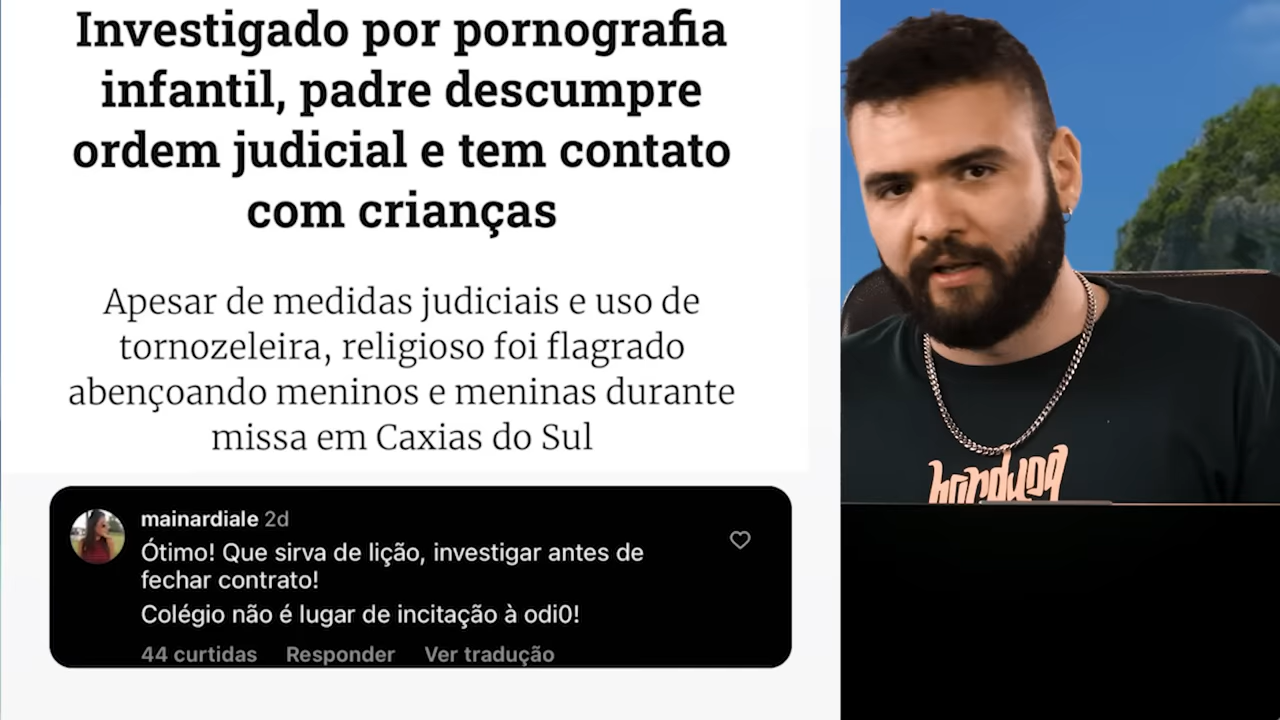 Investigado por pornografia
infantil, padre descumpre
ordem judicial e tem contato
com crianças
Apesar de medidas judiciais e uso de
tornozeleira, religioso foi flagrado
abençoando meninos e meninas durante
missa em Caxias do Sul
mainardiale 2d
Ótimo! Que sirva de lição, investigar antes de
fechar contrato!
Colégio não é lugar de incitação à odi0!
44 curtidas Responder Ver tradução